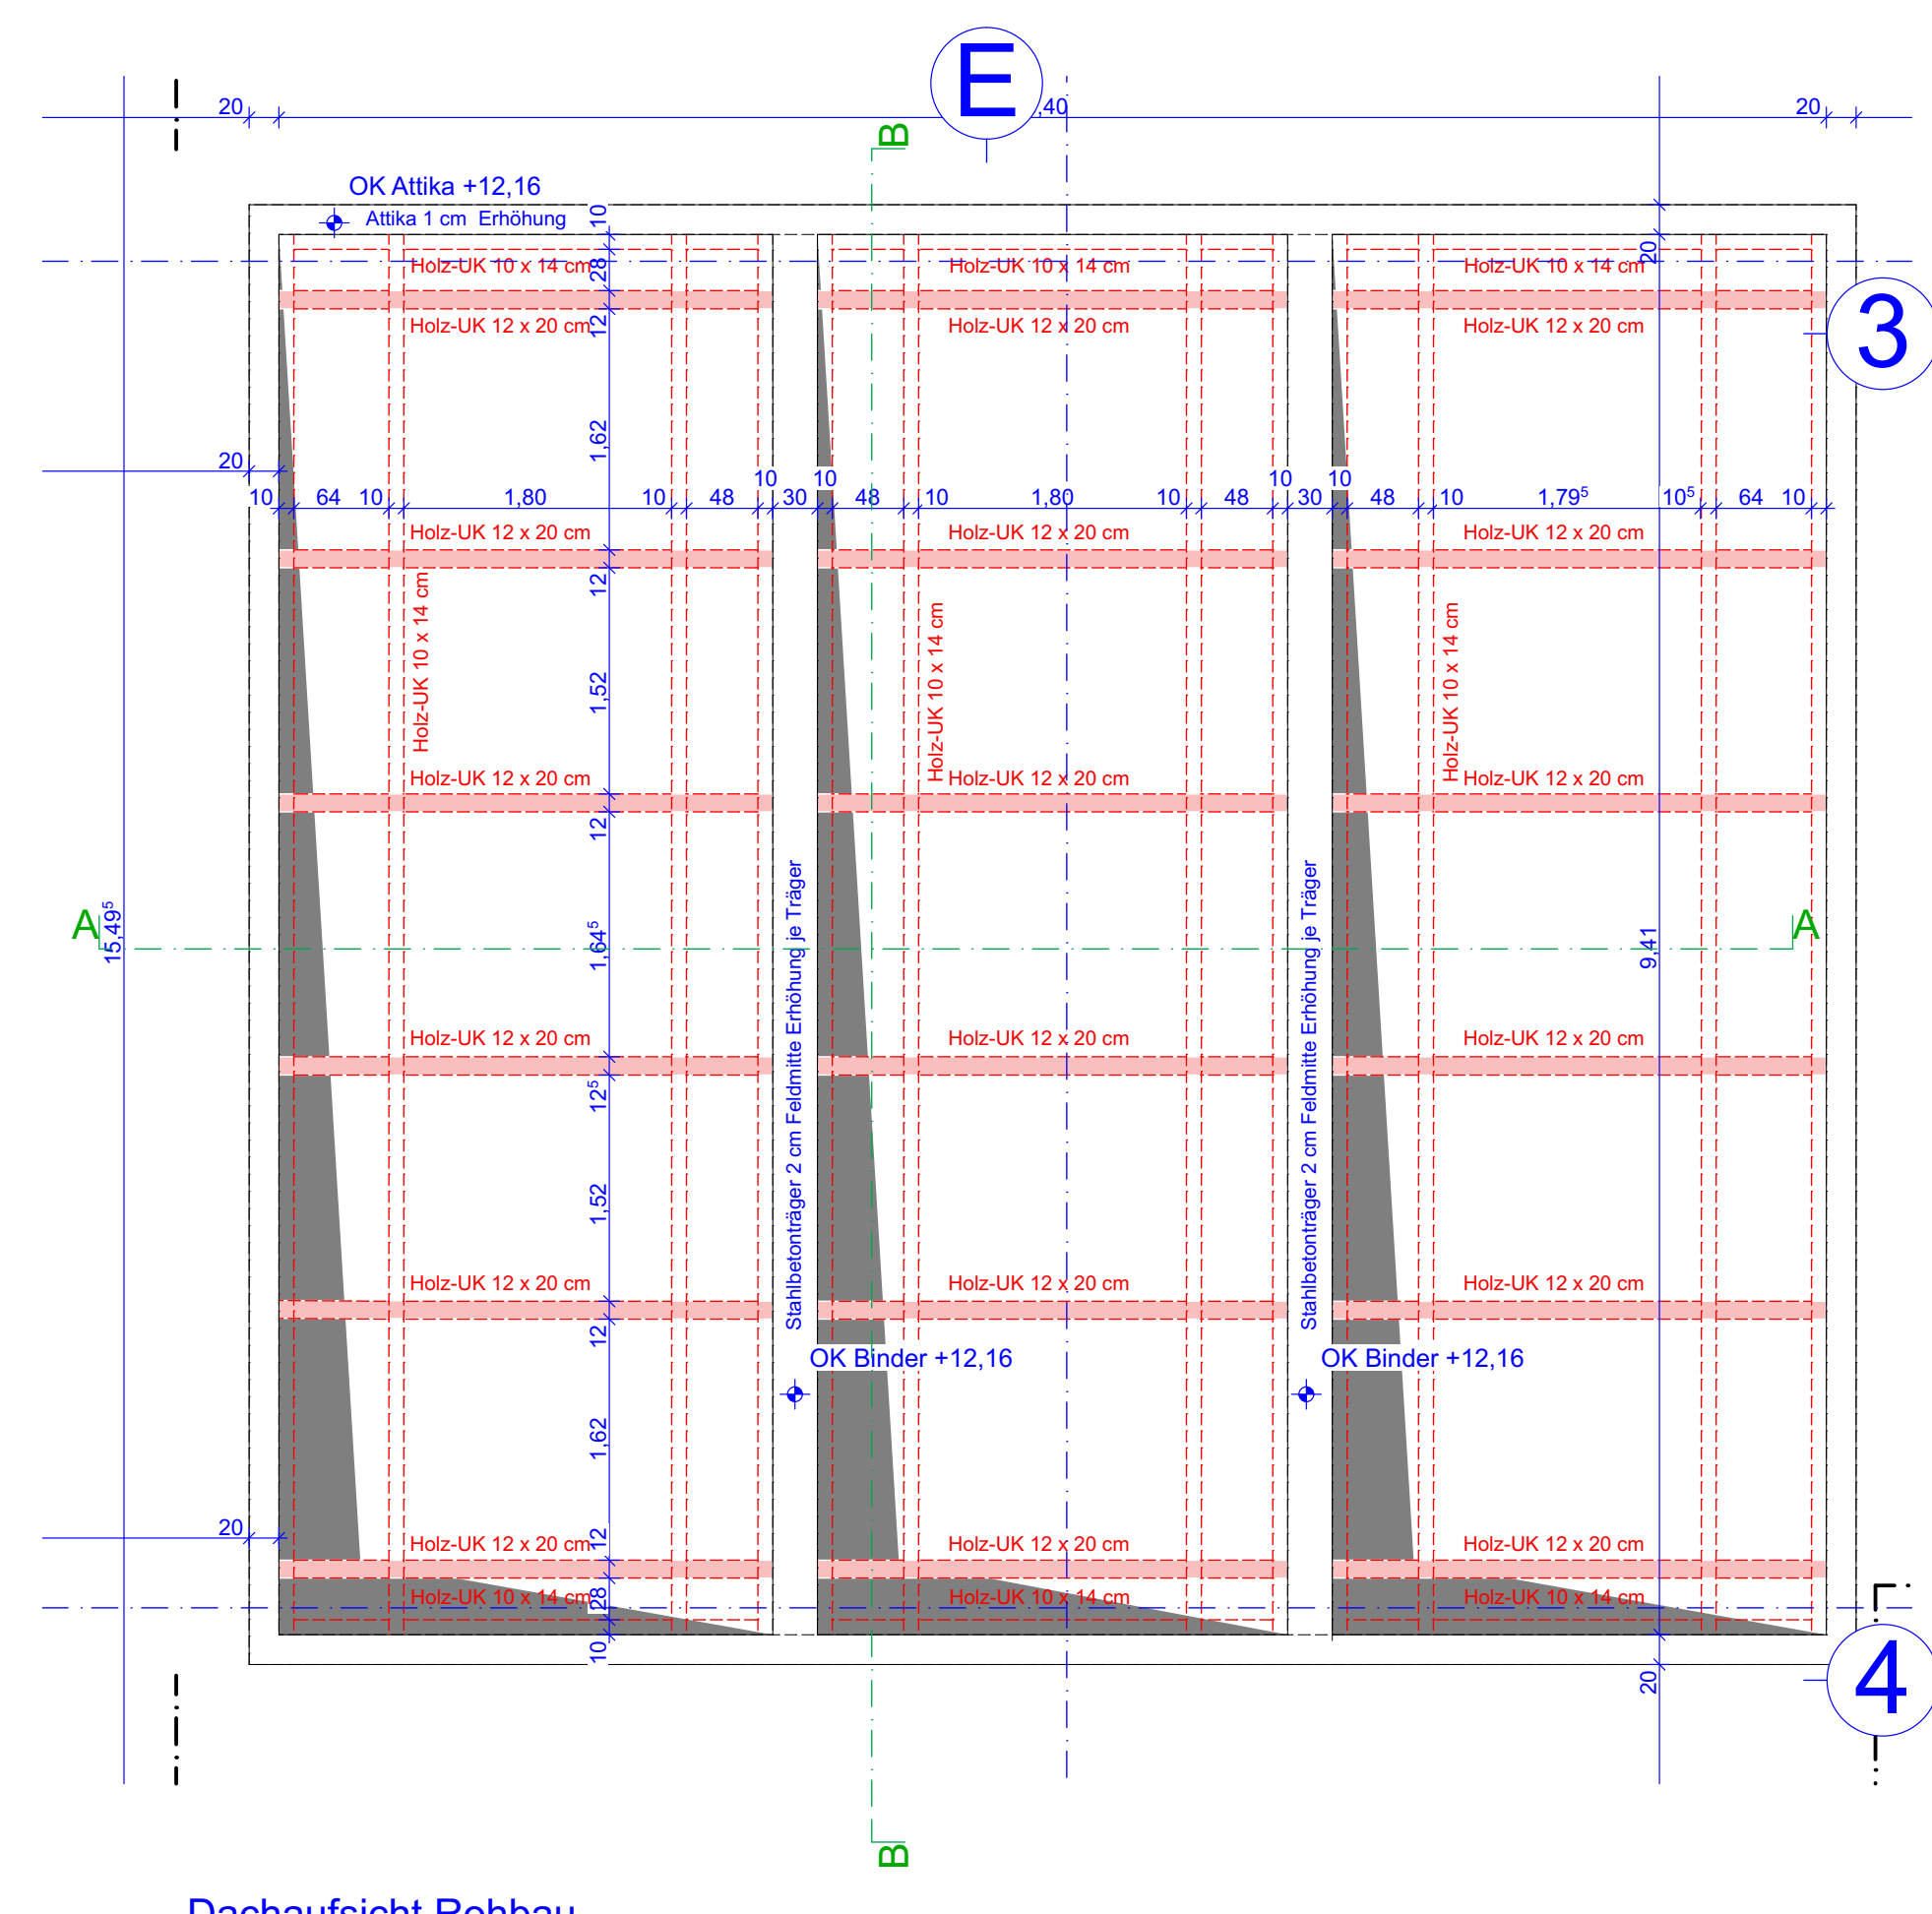 E
20
,40
20
B
OK Attika +12,16
Attika 1 cm Erhöhung
10
20
Holz-UK 10 x 14 cm
28
Holz-UK 10 x 14 cm
Holz-UK 10 x 14 cm
3
Holz-UK 12 x 20 cm
12
Holz-UK 12 x 20 cm
Holz-UK 12 x 20 cm
1,62
20
10 64 10 1,80 10 48 10 30 10 48 10 1,80 10 48 10 30 10 48 10 1,79⁵ 10⁵ 64 10
Holz-UK 12 x 20 cm
Holz-UK 12 x 20 cm
Holz-UK 12 x 20 cm
12
Holz-UK 10 x 14 cm
Holz-UK 10 x 14 cm
Holz-UK 10 x 14 cm
1,52
Holz-UK 12 x 20 cm
Holz-UK 12 x 20 cm
Holz-UK 12 x 20 cm
12
A
15,49⁵
1,64⁵
Stahlbetonträger 2 cm Feldmitte Erhöhung je Träger
Stahlbetonträger 2 cm Feldmitte Erhöhung je Träger
9,41
A
Holz-UK 12 x 20 cm
Holz-UK 12 x 20 cm
Holz-UK 12 x 20 cm
12⁵
1,52
Holz-UK 12 x 20 cm
Holz-UK 12 x 20 cm
Holz-UK 12 x 20 cm
12
OK Binder +12,16
OK Binder +12,16
1,62
20
Holz-UK 12 x 20 cm
12
Holz-UK 12 x 20 cm
Holz-UK 12 x 20 cm
Holz-UK 10 x 14 cm
28
Holz-UK 10 x 14 cm
Holz-UK 10 x 14 cm
10
20
4
B
Dachaufsicht Rohbau